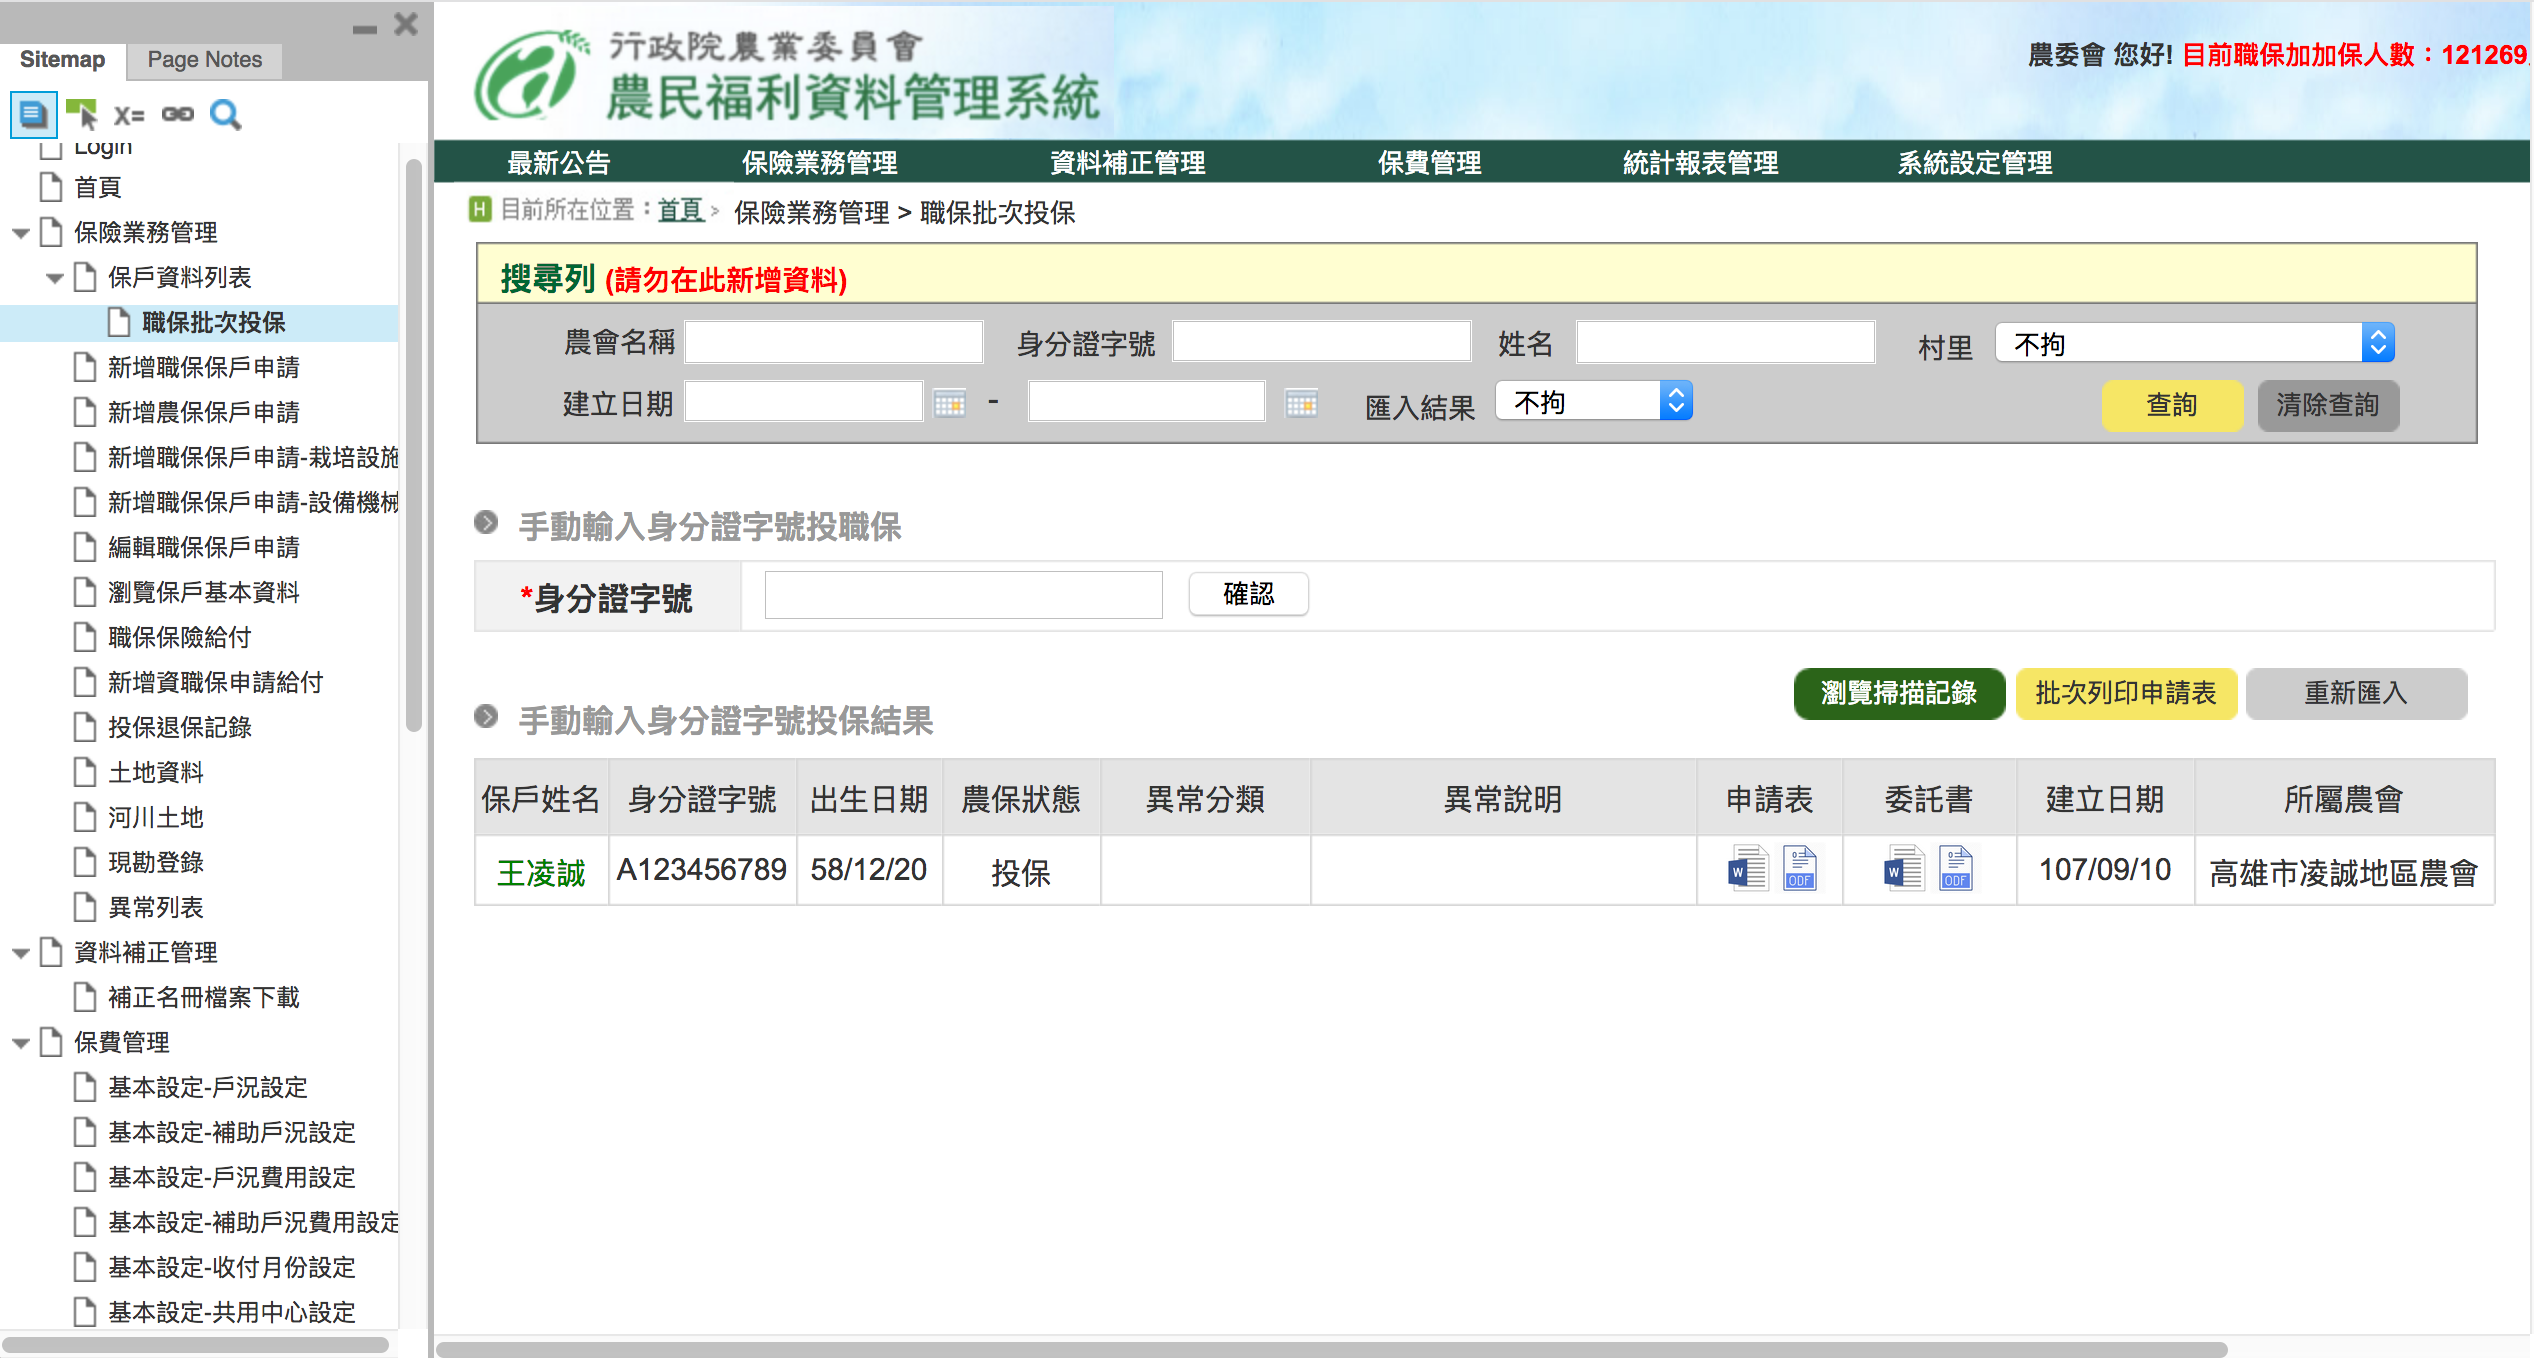 Sitemap
Page Notes
X=
Login
首頁
保險業務管理
保戶資料列表
職保批次投保
新增職保保戶申請
新增農保保戶申請
新增職保保戶申請-栽培設施
新增職保保戶申請-設備機械
編輯職保保戶申請
瀏覽保戶基本資料
職保保險給付
新增資職保申請給付
投保退保記錄
土地資料
河川土地
現勘登錄
異常列表
資料補正管理
補正名冊檔案下載
保費管理
基本設定-戶況設定
基本設定-補助戶況設定
基本設定-戶況費用設定
基本設定-補助戶況費用設定
基本設定-收付月份設定
基本設定-共用中心設定
行政院農業委員會
農民福利資料管理系統
農委會 您好! 目前職保加加保人數：121269
最新公告 保險業務管理 資料補正管理 保費管理 統計報表管理 系統設定管理
H 目前所在位置：首頁 > 保險業務管理 > 職保批次投保
搜尋列 (請勿在此新增資料)
農會名稱 身分證字號 姓名 村里 不拘
建立日期 - 匯入結果 不拘 查詢 清除查詢
手動輸入身分證字號投職保
*身分證字號 確認
瀏覽掃描記錄 批次列印申請表 重新匯入
手動輸入身分證字號投保結果
保戶姓名 身分證字號 出生日期 農保狀態 異常分類 異常說明 申請表 委託書 建立日期 所屬農會
王凌誠 A123456789 58/12/20 投保 W ODF W ODF 107/09/10 高雄市凌誠地區農會